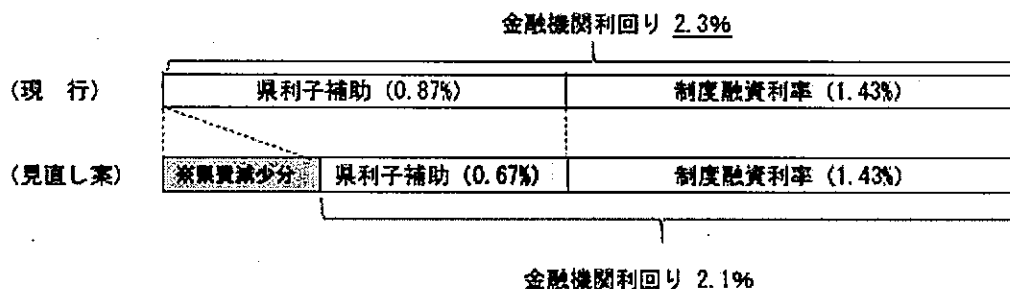 金融機関利回り 2.3%
(現 行) 県利子補助 (0.87%) 制度融資利率 (1.43%)
(見直し案) ※県費減少分 県利子補助 (0.67%) 制度融資利率 (1.43%)
金融機関利回り 2.1%